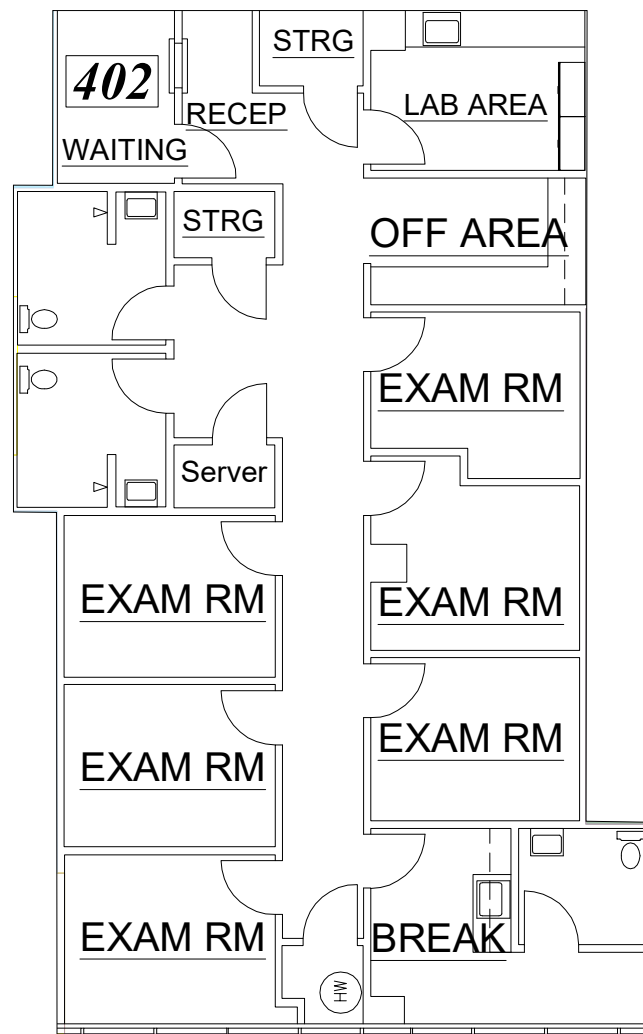 STRG
402
RECEP
LAB AREA
WAITING
STRG
OFF AREA
EXAM RM
Server
EXAM RM
EXAM RM
EXAM RM
EXAM RM
EXAM RM
BREAK
HW